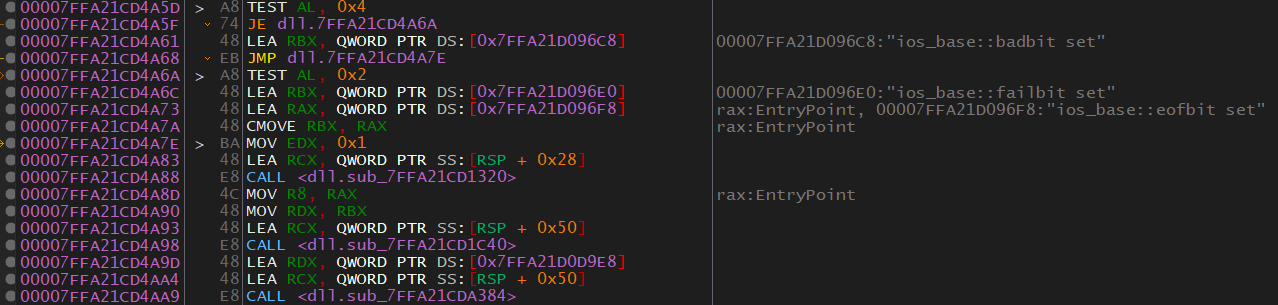 00007FFA21CD4A5D > A8 TEST AL, 0x4
00007FFA21CD4A5F 74 JE dll.7FFA21CD4A6A
00007FFA21CD4A61 48 LEA RBX, QWORD PTR DS:[0x7FFA21D096C8] 00007FFA21D096C8:"ios_base::badbit set"
00007FFA21CD4A68 EB JMP dll.7FFA21CD4A7E
00007FFA21CD4A6A > A8 TEST AL, 0x2
00007FFA21CD4A6C 48 LEA RBX, QWORD PTR DS:[0x7FFA21D096E0] 00007FFA21D096E0:"ios_base::failbit set"
00007FFA21CD4A73 48 LEA RAX, QWORD PTR DS:[0x7FFA21D096F8] rax:EntryPoint, 00007FFA21D096F8:"ios_base::eofbit set"
00007FFA21CD4A7A 48 CMOVE RBX, RAX rax:EntryPoint
00007FFA21CD4A7E > BA MOV EDX, 0x1
00007FFA21CD4A83 48 LEA RCX, QWORD PTR SS:[RSP + 0x28]
00007FFA21CD4A88 E8 CALL <dll.sub_7FFA21CD1320>
00007FFA21CD4A8D 4C MOV R8, RAX rax:EntryPoint
00007FFA21CD4A90 48 MOV RDX, RBX
00007FFA21CD4A93 48 LEA RCX, QWORD PTR SS:[RSP + 0x50]
00007FFA21CD4A98 E8 CALL <dll.sub_7FFA21CD1C40>
00007FFA21CD4A9D 48 LEA RDX, QWORD PTR DS:[0x7FFA21D0D9E8]
00007FFA21CD4AA4 48 LEA RCX, QWORD PTR SS:[RSP + 0x50]
00007FFA21CD4AA9 E8 CALL <dll.sub_7FFA21CDA384>